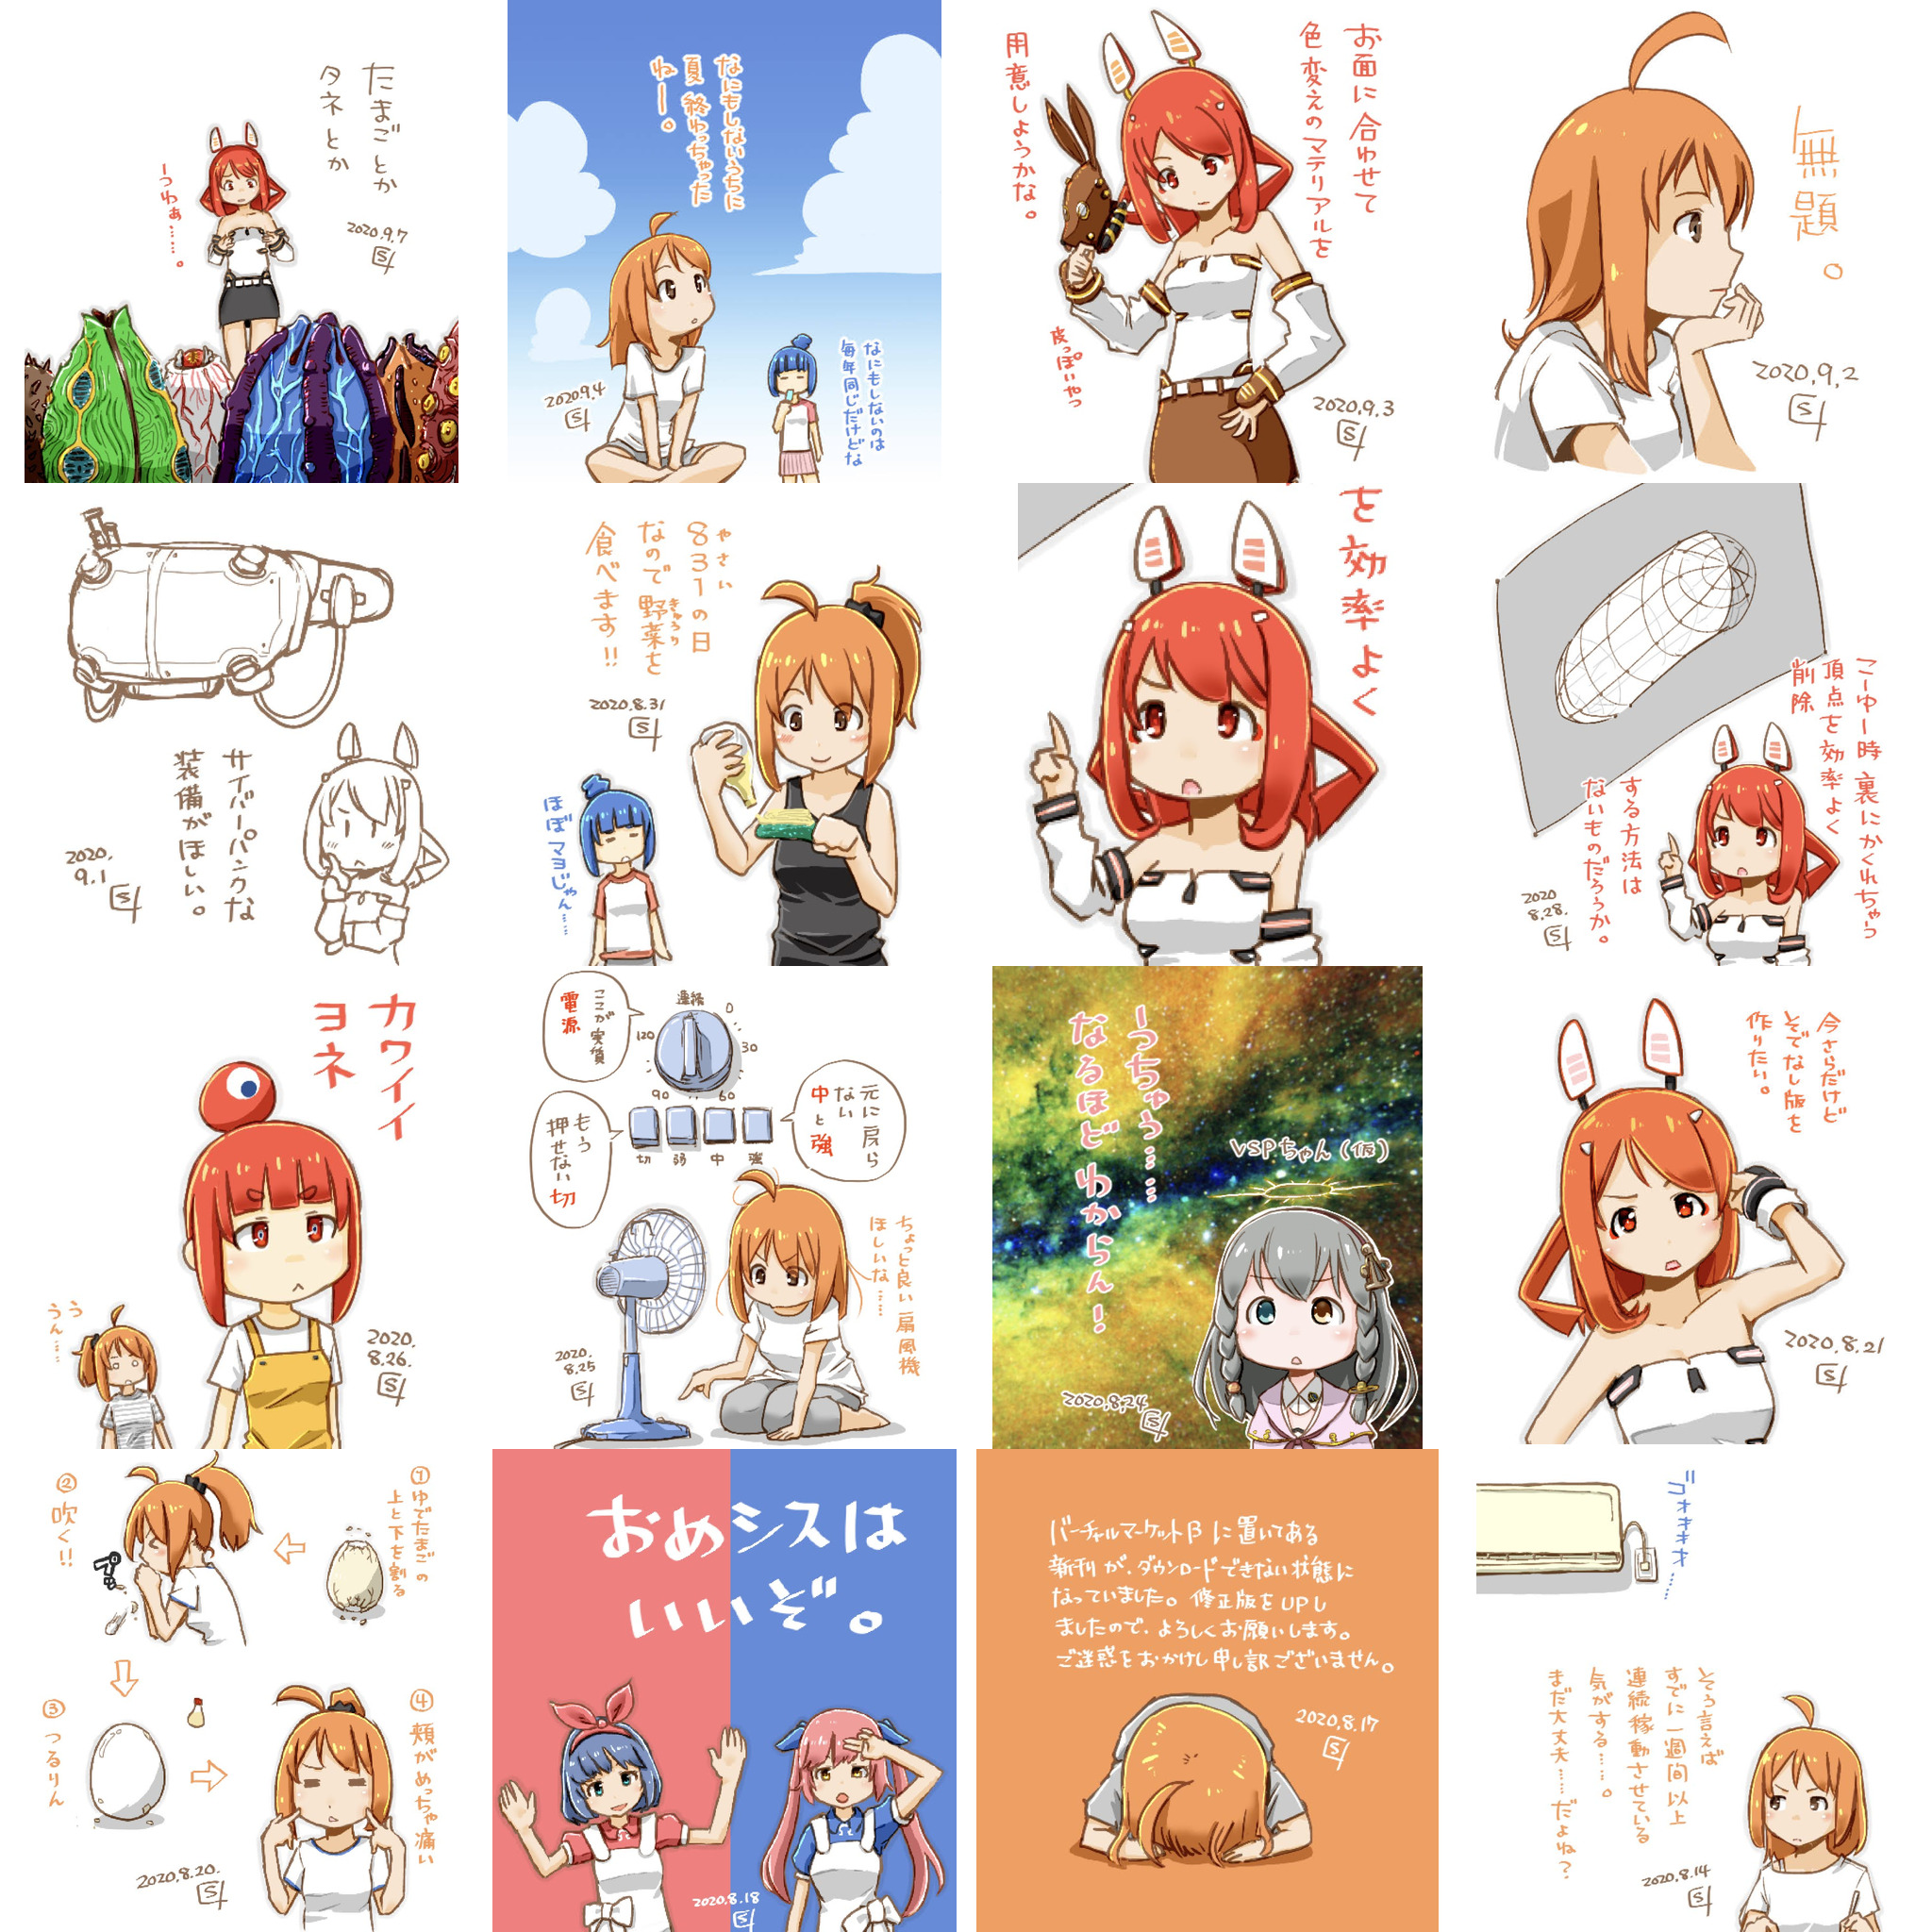 たまごとか
タネとか
2020.9.7
なにもしないうちに
夏 終わっちゃった
ねー。
なにもしないのは
毎年同じだけどな
2020.9.4
お面に合わせて
色変えのマテリアルを
用意しようかな。
皮っぽいやつ
2020.9.3
無題。
2020.9.2
サイバーパンクな
装備がほしい。
2020.
9.1
やさい
831の日
なので野菜を
きゅうり
食べます!!
2020.8.31
ほぼマヨじゃん……
を効率よく
こーゆー時裏にかくれちゃう
頂点を効率よく
削除
する方法は
ないものだろうか。
2020
8.28.
カワイイ
ヨネ
う
うん……
2020.
8.26.
ここが実質
電源
連続
0
120
30
90
60
切
弱
中
強
元に戻ら
ない
中と強
もう
押せない
切
ちょっと良い扇風機
ほしいな……
2020.
8.25
うちゅう……
なるほどわからん!
VSPちゃん(仮)
2020.8.24
今さらだけど
そでなし版を
作りたい。
2020.8.21
①ゆでたまごの
上と下を割る
②吹く!!
プッ
③つるりん
④頬がめっちゃ痛い
2020.8.20.
おめシスは
いいぞ。
2020.8.18
バーチャルマーケットβに置いてある
新刊が、ダウンロードできない状態に
なっていました。修正版をUPし
ましたので、よろしくお願いします。
ご迷惑をおかけし申し訳ございません。
2020.8.17
ゴォォォォォ……
そう言えば
すでに一週間以上
連続稼動させている
気がする……。
まだ大丈夫……だよね?
2020.8.14